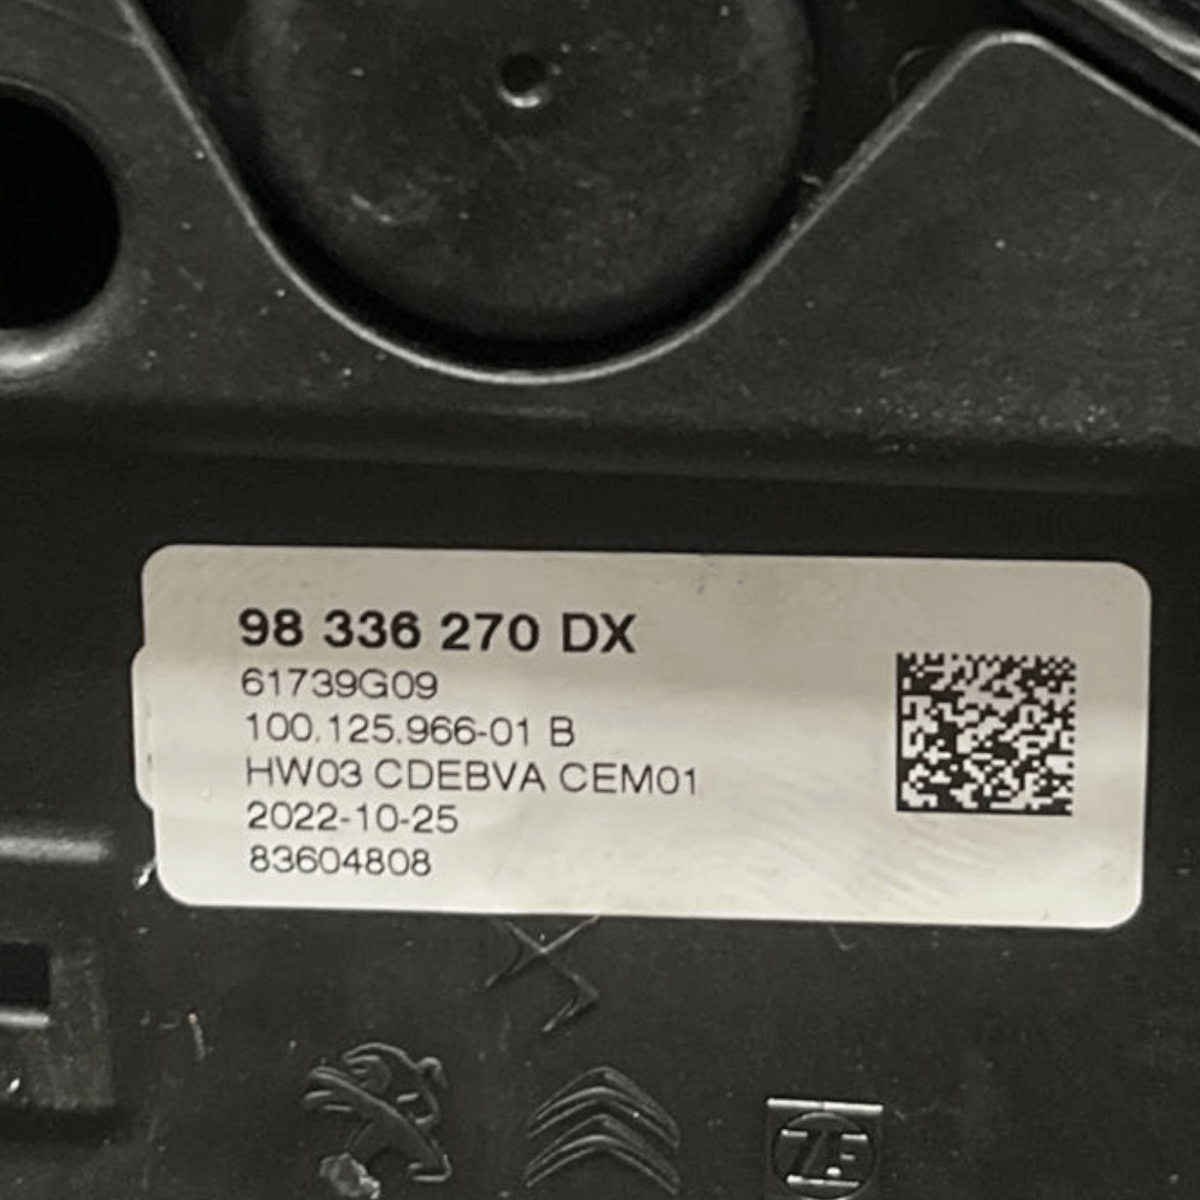 98 336 270 DX
61739G09
100.125.966-01 B
HW03 CDEBVA CEM01
2022-10-25
83604808
ZF